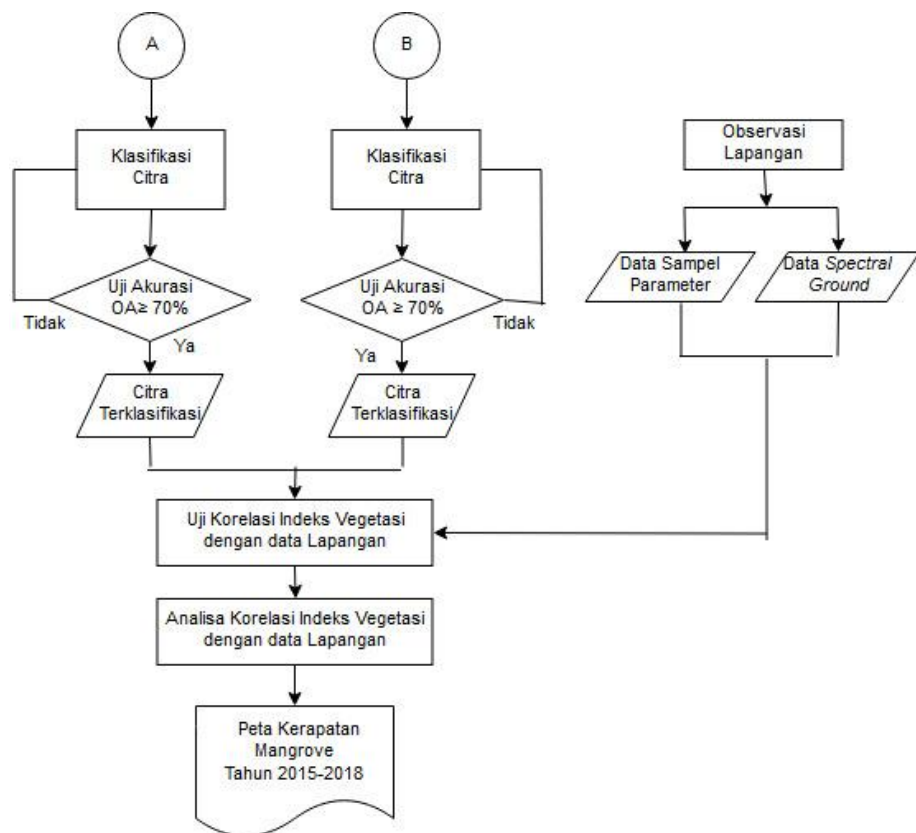 A
B
Klasifikasi
Citra
Klasifikasi
Citra
Observasi
Lapangan
Uji Akurasi
OA≥ 70%
Tidak
Ya
Uji Akurasi
OA ≥ 70%
Tidak
Ya
Data Sampel
Parameter
Data Spectral
Ground
Citra
Terklasifikasi
Citra
Terklasifikasi
Uji Korelasi Indeks Vegetasi
dengan data Lapangan
Analisa Korelasi Indeks Vegetasi
dengan data Lapangan
Peta Kerapatan
Mangrove
Tahun 2015-2018